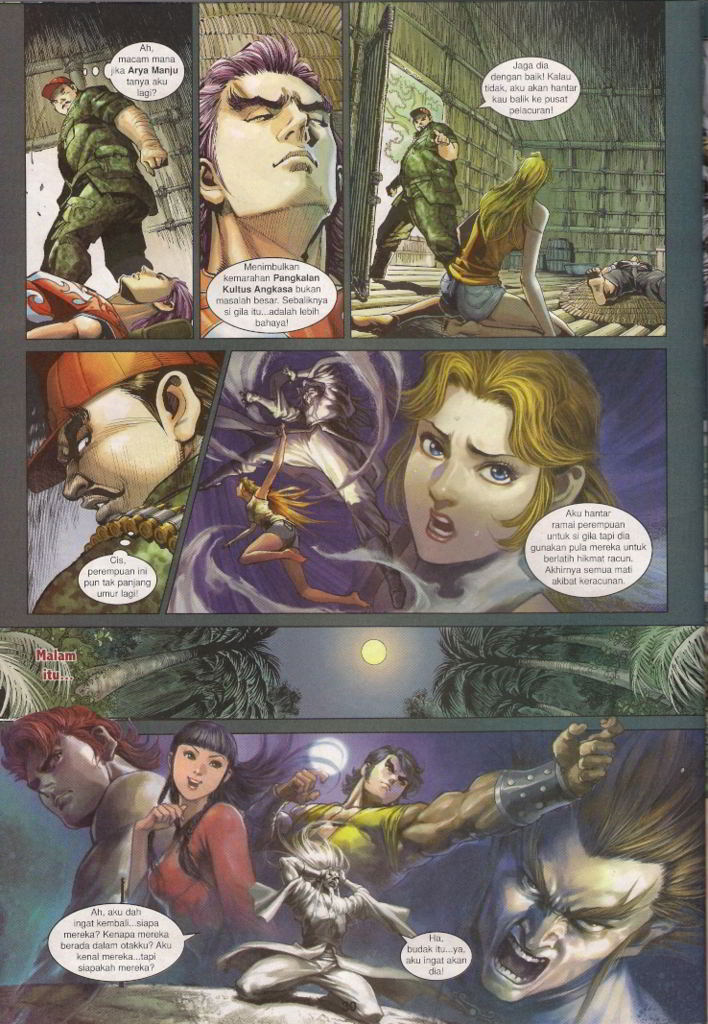 Ah,
macam mana
jika Arya Manju
tanya aku
lagi?
Menimbulkan
kemarahan Pangkalan
Kultus Angkasa bukan
masalah besar. Sebaliknya
si gila itu...adalah lebih
bahaya!
Jaga dia
dengan baik! Kalau
tidak, aku akan hantar
kau balik ke pusat
pelacuran!
Cis,
perempuan ini
pun tak panjang
umur lagi!
Aku hantar
ramai perempuan
untuk si gila tapi dia
gunakan pula mereka untuk
berlatih hikmat racun.
Akhirnya semua mati
akibat keracunan.
Malam
itu...
Ah, aku dah
ingat kembali...siapa
mereka? Kenapa mereka
berada dalam otakku? Aku
kenal mereka...tapi
siapakah mereka?
Ha,
budak itu...ya,
aku ingat akan
dia!
30